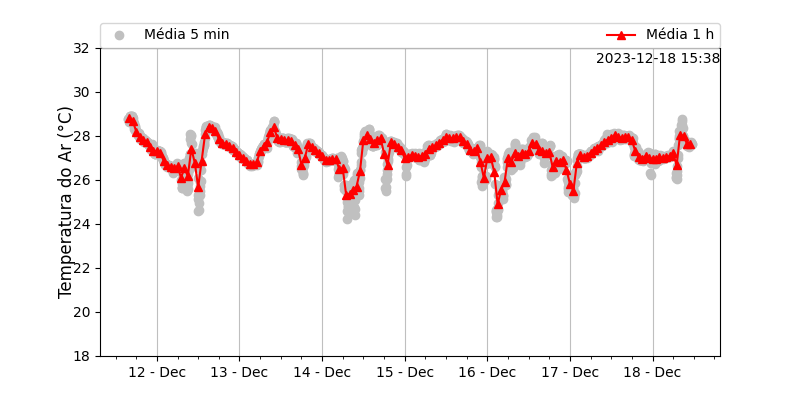 Média 5 min
Média 1 h
2023-12-18 15:38
Temperatura do Ar (°C)
32
30
28
26
24
22
20
18
12 - Dec
13 - Dec
14 - Dec
15 - Dec
16 - Dec
17 - Dec
18 - Dec